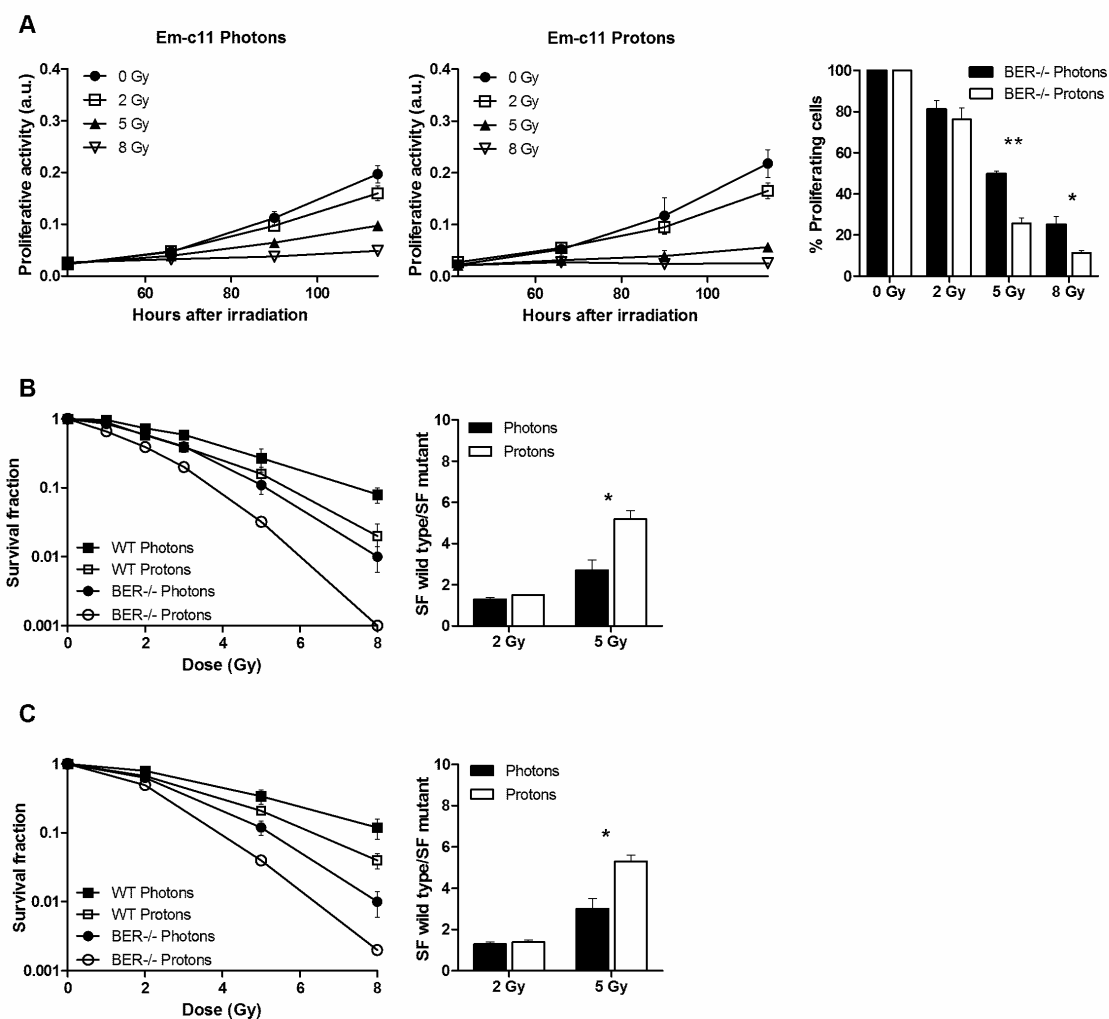 A
Em-c11 Photons
Proliferative activity (a.u.)
0.4
0.3
0.2
0.1
0.0
0 Gy
2 Gy
5 Gy
8 Gy
60 80 100
Hours after irradiation
Em-c11 Protons
Proliferative activity (a.u.)
0.4
0.3
0.2
0.1
0.0
0 Gy
2 Gy
5 Gy
8 Gy
60 80 100
Hours after irradiation
% Proliferating cells
100
80
60
40
20
0
BER-/- Photons
BER-/- Protons
**
*
0 Gy 2 Gy 5 Gy 8 Gy
B
Survival fraction
1
0.1
0.01
0.001
WT Photons
WT Protons
BER-/- Photons
BER-/- Protons
0 2 4 6 8
Dose (Gy)
SF wild type/SF mutant
10
8
6
4
2
0
Photons
Protons
*
2 Gy 5 Gy
C
Survival fraction
1
0.1
0.01
0.001
WT Photons
WT Protons
BER-/- Photons
BER-/- Protons
0 2 4 6 8
Dose (Gy)
SF wild type/SF mutant
10
8
6
4
2
0
Photons
Protons
*
2 Gy 5 Gy